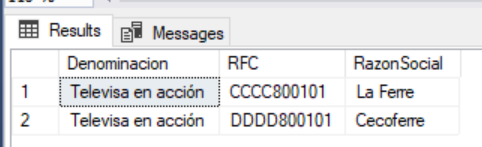 Results Messages
Denominacion RFC RazonSocial
1 Televisa en acción CCCC800101 La Ferre
2 Televisa en acción DDDD800101 Cecoferre